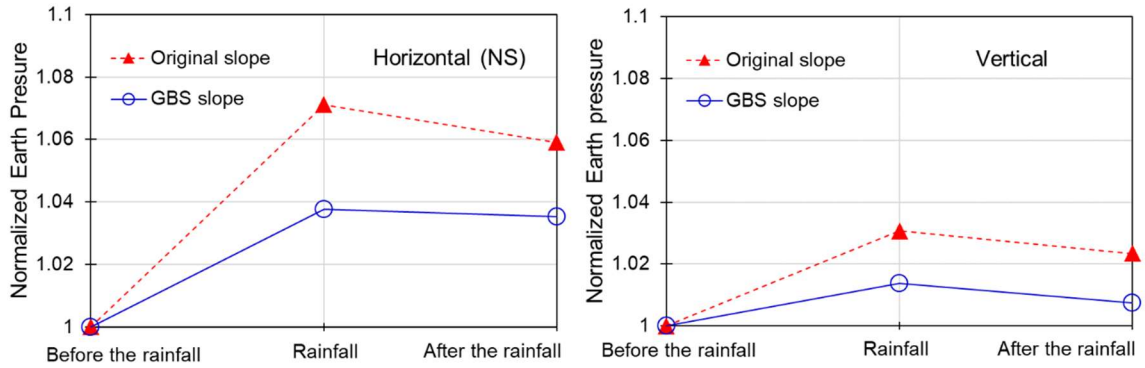 Normalized Earth Pressure
1.1
1.08
1.06
1.04
1.02
1
Original slope
GBS slope
Horizontal (NS)
Before the rainfall
Rainfall
After the rainfall
Normalized Earth pressure
1.1
1.08
1.06
1.04
1.02
1
Original slope
GBS slope
Vertical
Before the rainfall
Rainfall
After the rainfall